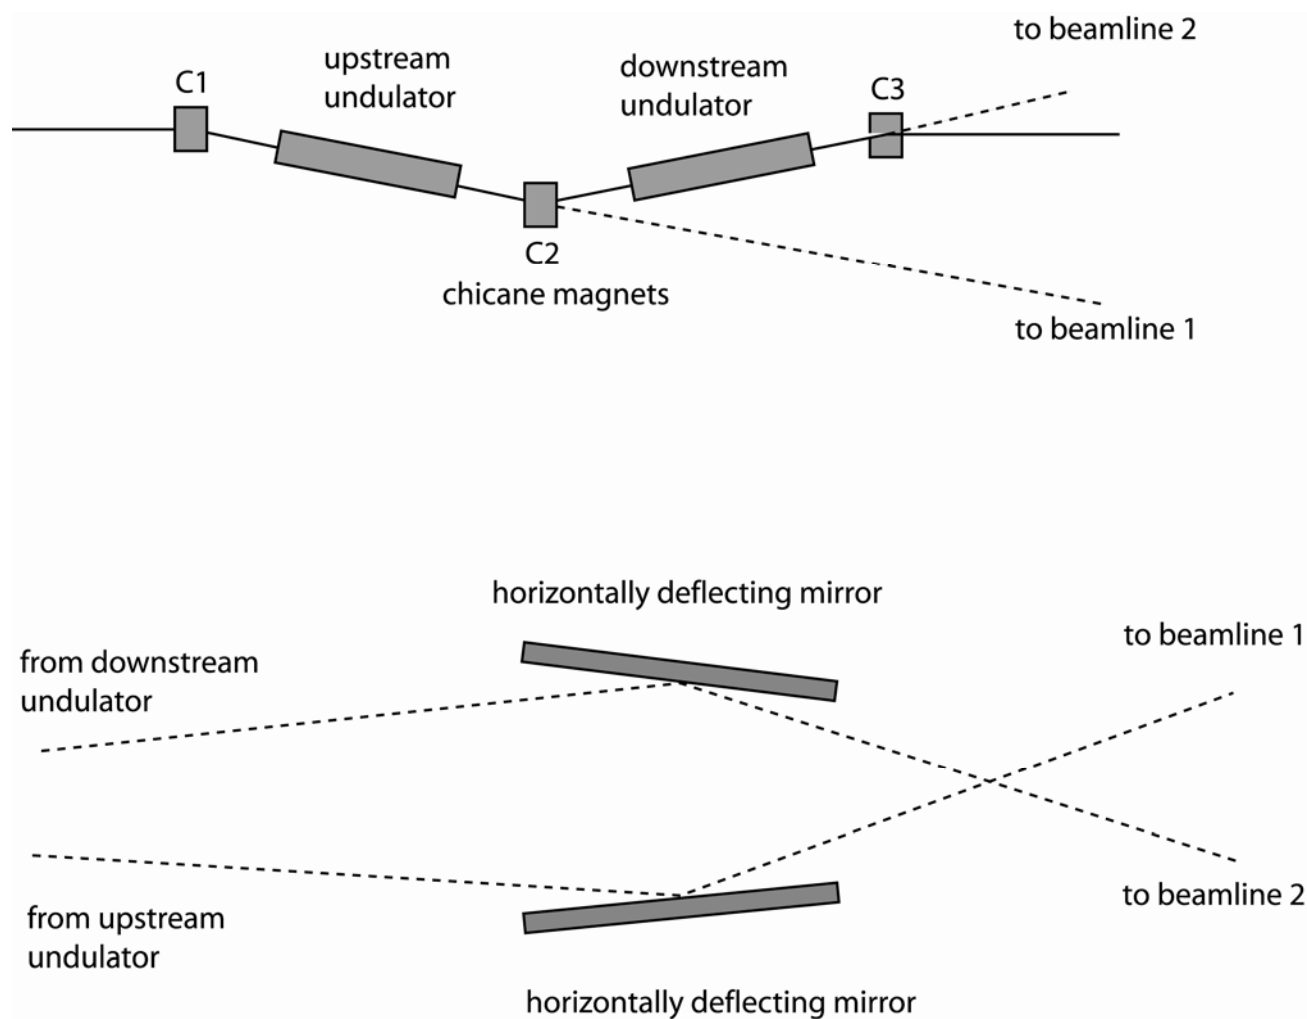 to beamline 2
upstream
undulator
downstream
undulator
C1
C3
C2
chicane magnets
to beamline 1
horizontally deflecting mirror
to beamline 1
from downstream
undulator
from upstream
undulator
to beamline 2
horizontally deflecting mirror